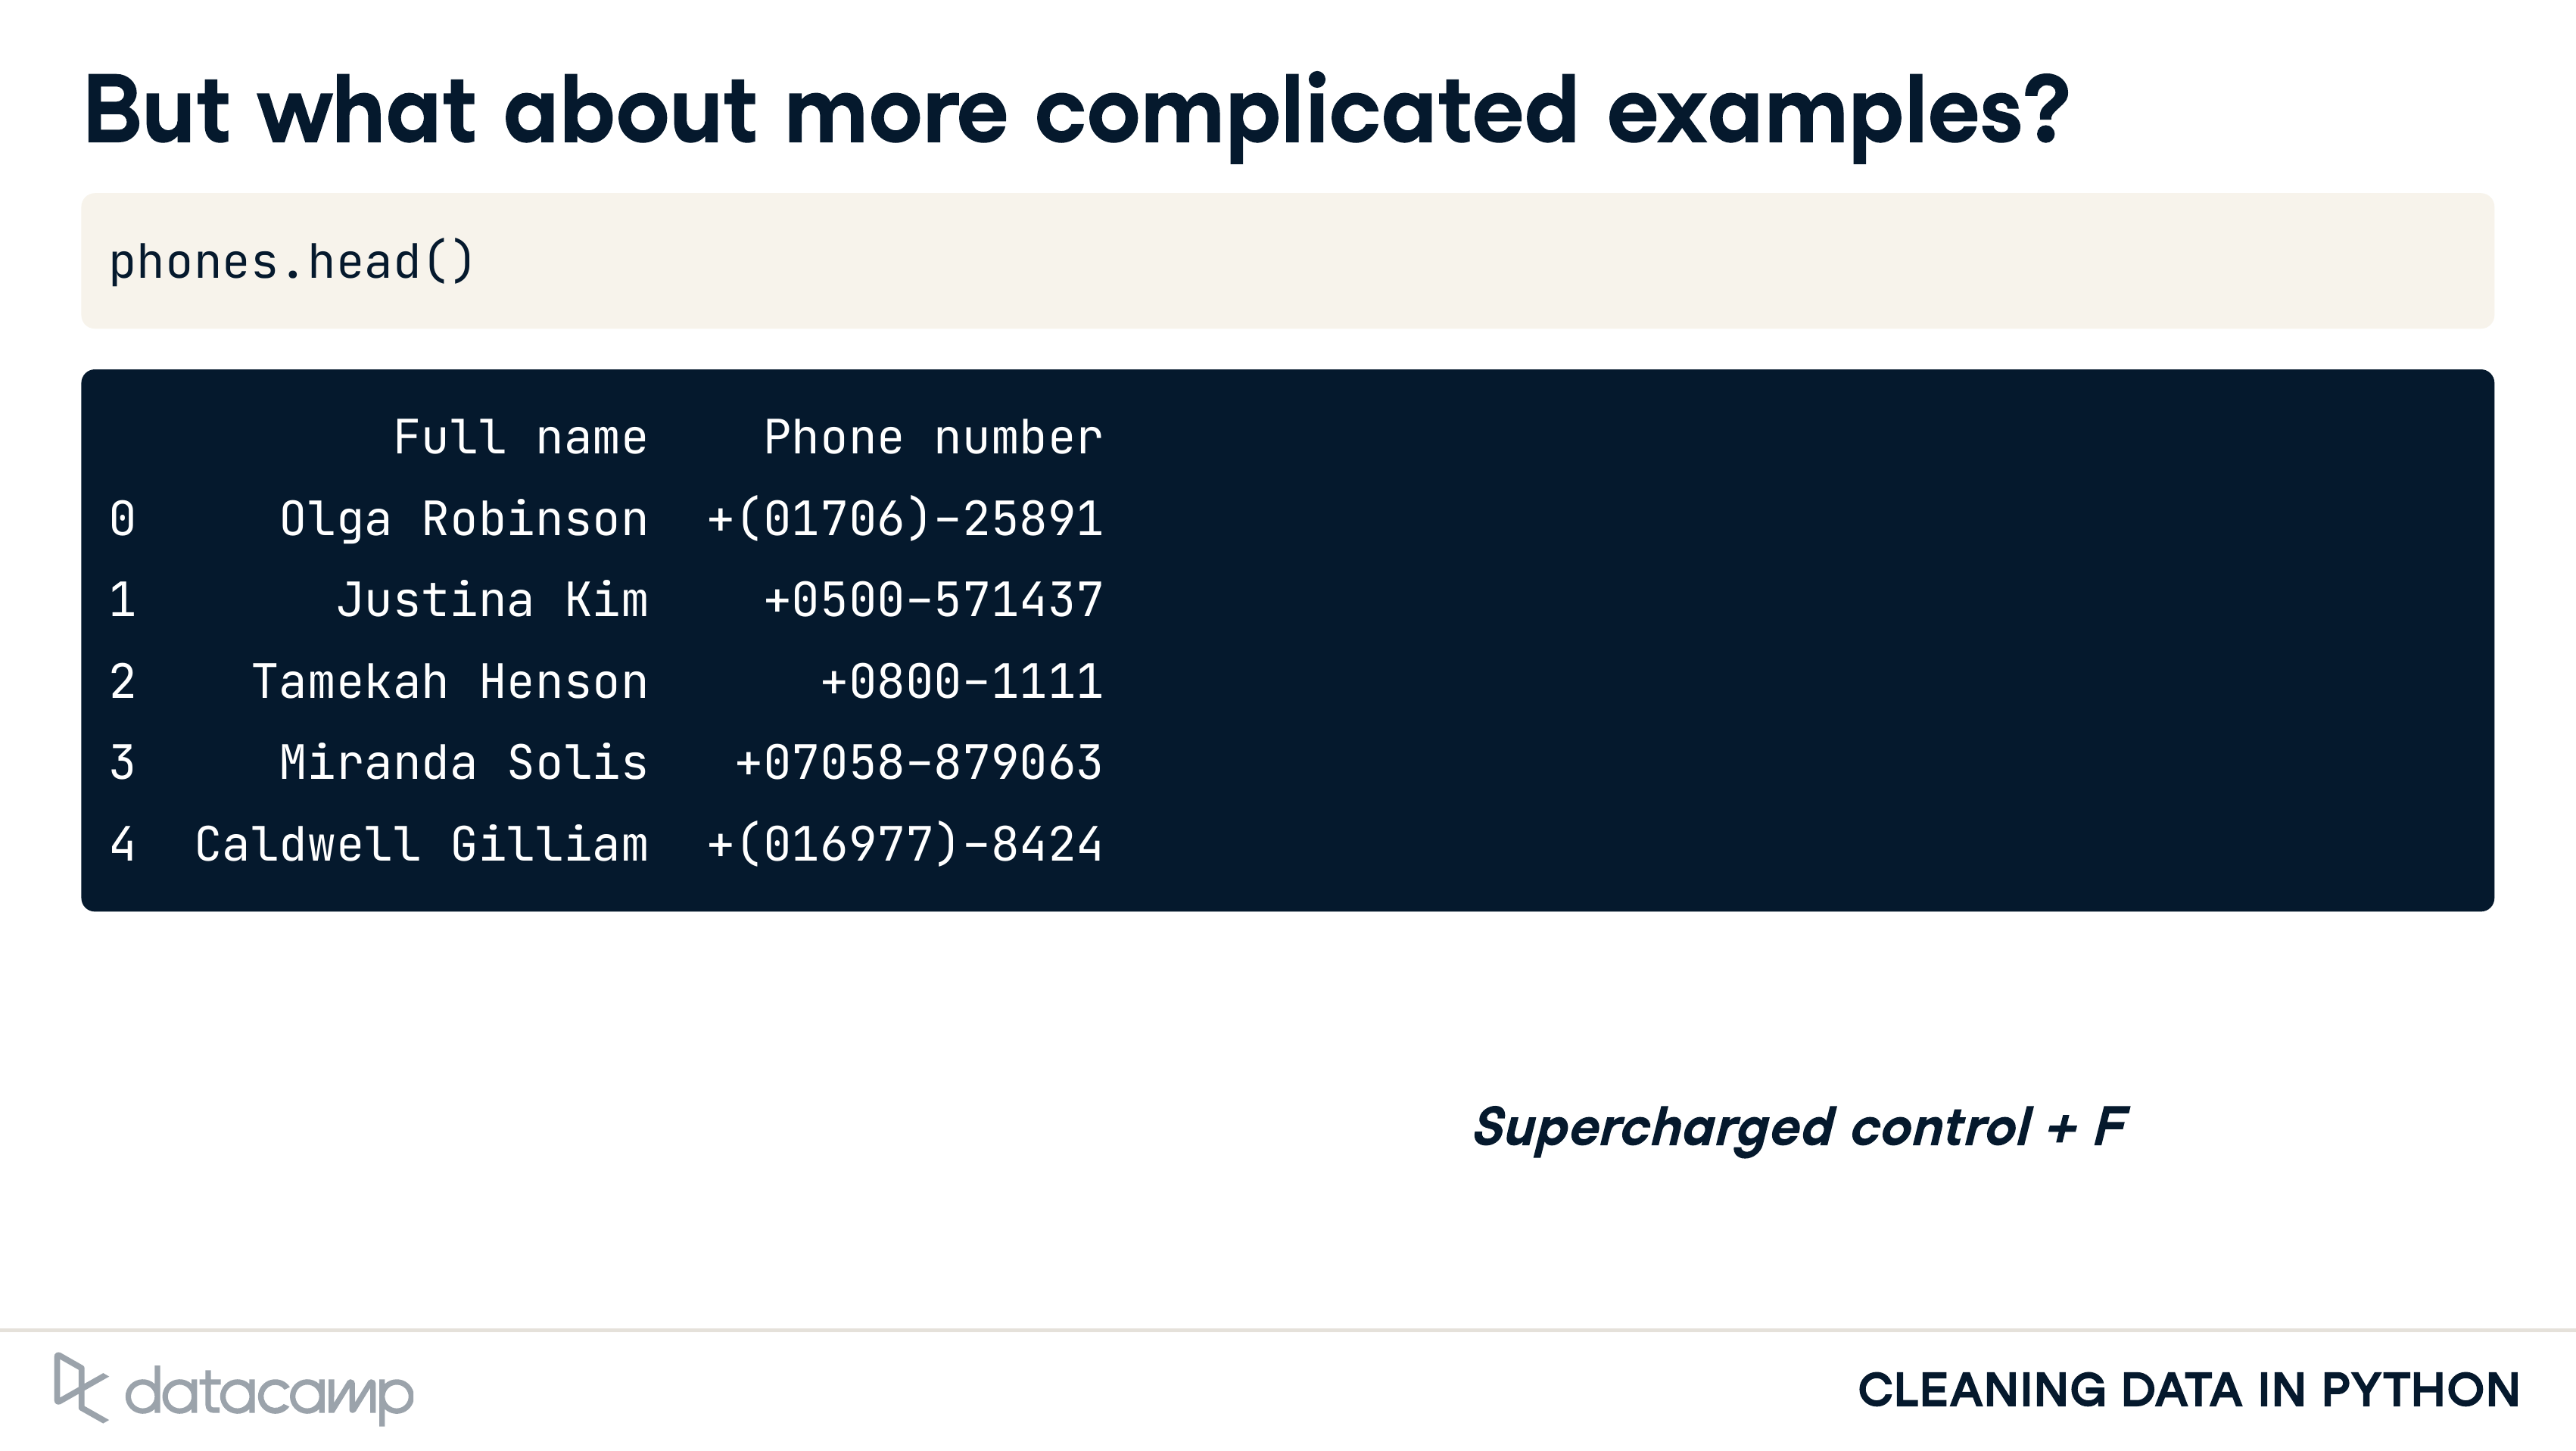 But what about more complicated examples?
phones.head()
Full name Phone number
0 Olga Robinson +(01706)-25891
1 Justina Kim +0500-571437
2 Tamekah Henson +0800-1111
3 Miranda Solis +07058-879063
4 Caldwell Gilliam +(016977)-8424
Supercharged control + F
datacamp
CLEANING DATA IN PYTHON